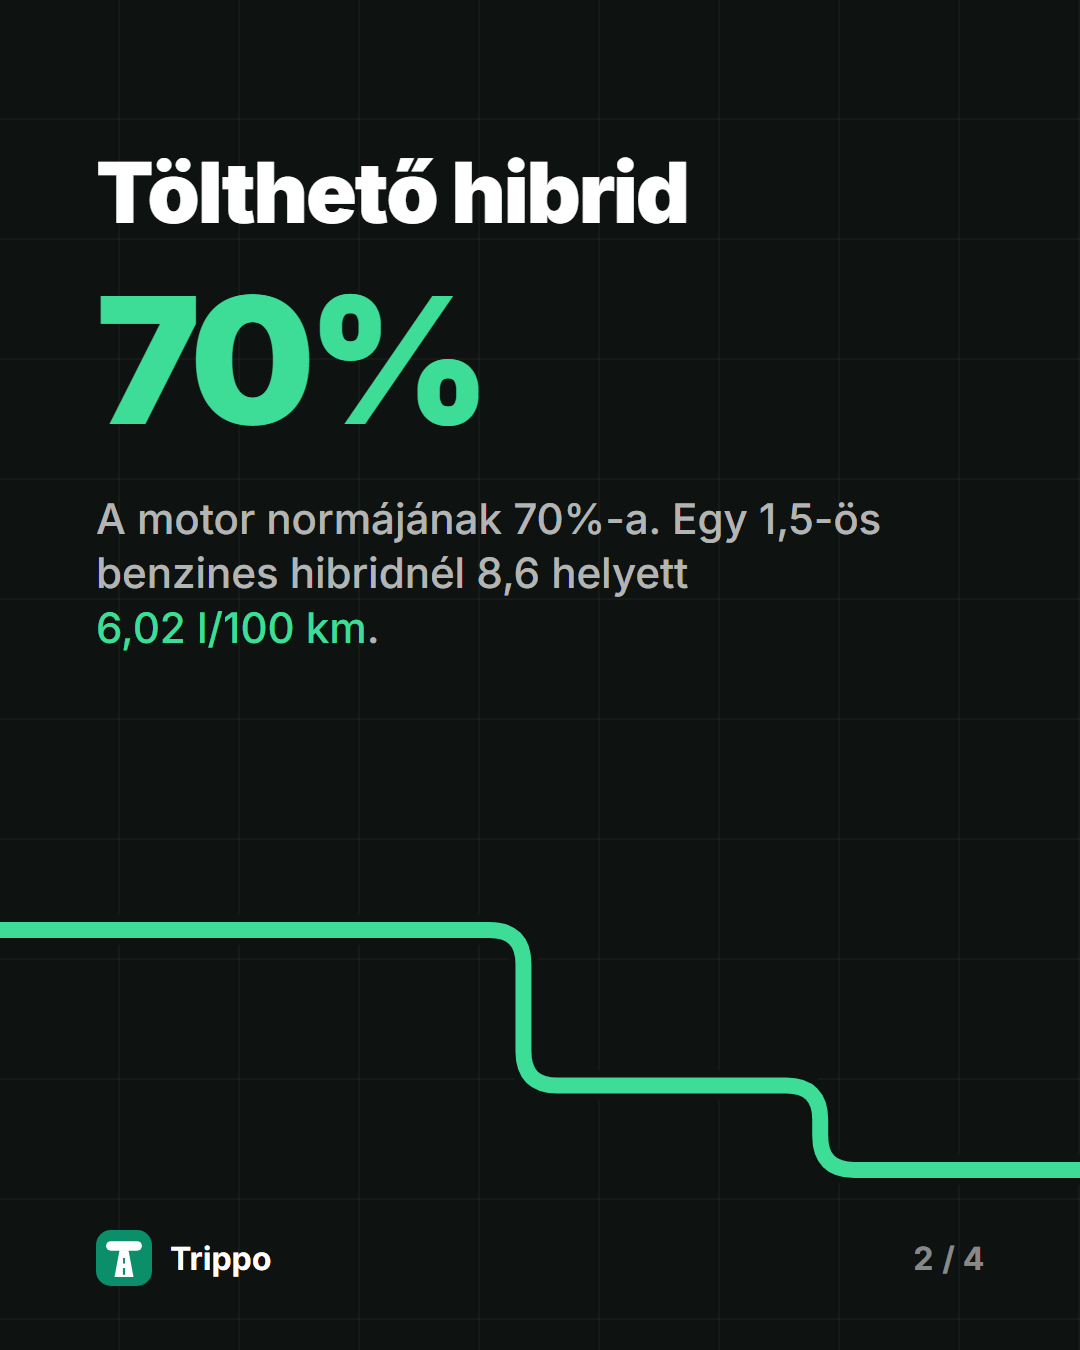 Tölthető hibrid
70%
A motor normájának 70%-a. Egy 1,5-ös
benzines hibridnél 8,6 helyett
6,02 l/100 km.
Trippo
2 / 4